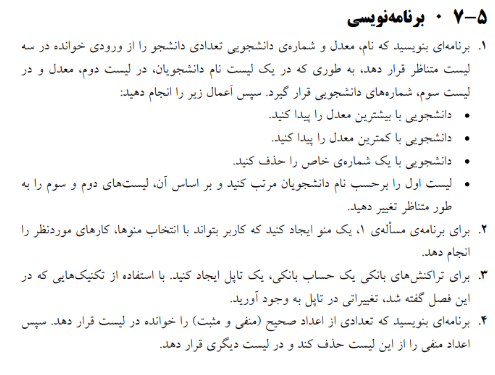 ۵-۷ • برنامه‌نویسی
۱. برنامه‌ای بنویسید که نام، معدل و شماره‌ی دانشجویی تعدادی دانشجو را از ورودی خوانده در سه
لیست متناظر قرار دهد، به طوری که در یک لیست نام دانشجویان، در لیست دوم، معدل و در
لیست سوم، شماره‌های دانشجویی قرار گیرد. سپس اعمال زیر را انجام دهید:
• دانشجویی با بیشترین معدل را پیدا کنید.
• دانشجویی با کمترین معدل را پیدا کنید.
• دانشجویی با یک شماره‌ی خاص را حذف کنید.
• لیست اول را برحسب نام دانشجویان مرتب کنید و بر اساس آن، لیست‌های دوم و سوم را به
طور متناظر تغییر دهید.
۲. برای برنامه‌ی مسأله‌ی ۱، یک منو ایجاد کنید که کاربر بتواند با انتخاب منوها، کارهای موردنظر را
انجام دهد.
۳. برای تراکنش‌های بانکی یک حساب بانکی، یک تاپل ایجاد کنید. با استفاده از تکنیک‌هایی که در
این فصل گفته شد، تغییراتی در تاپل به وجود آورید.
۴. برنامه‌ای بنویسید که تعدادی از اعداد صحیح (منفی و مثبت) را خوانده در لیست قرار دهد. سپس
اعداد منفی را از این لیست حذف کند و در لیست دیگری قرار دهد.